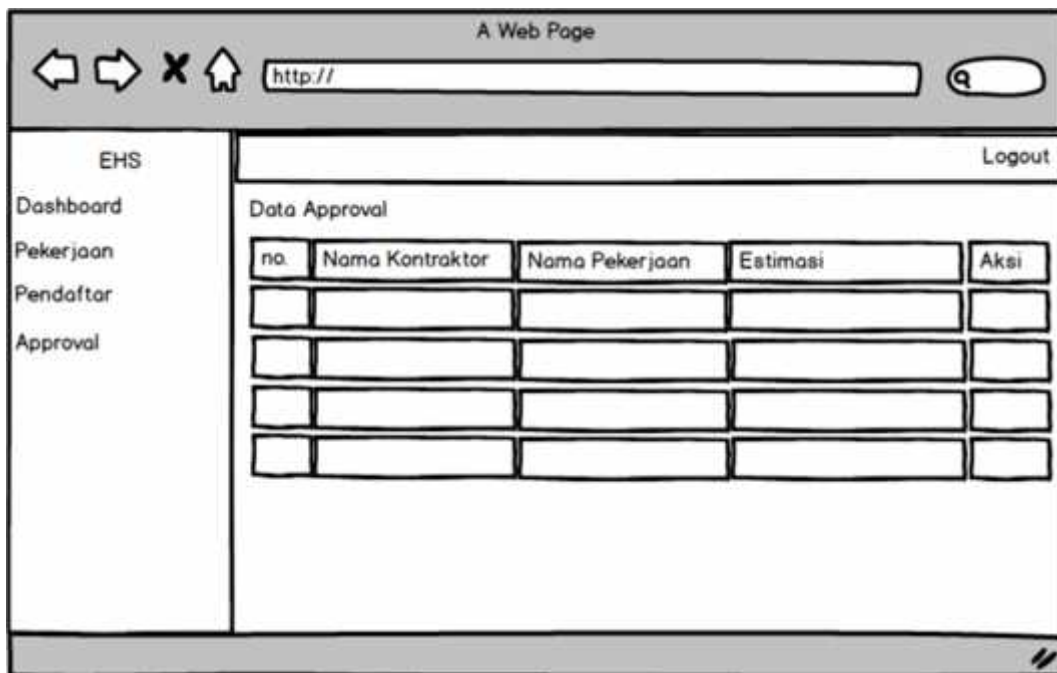 A Web Page
http://
EHS
Logout
Dashboard
Pekerjaan
Pendaftar
Approval
Data Approval
no. Nama Kontraktor Nama Pekerjaan Estimasi Aksi